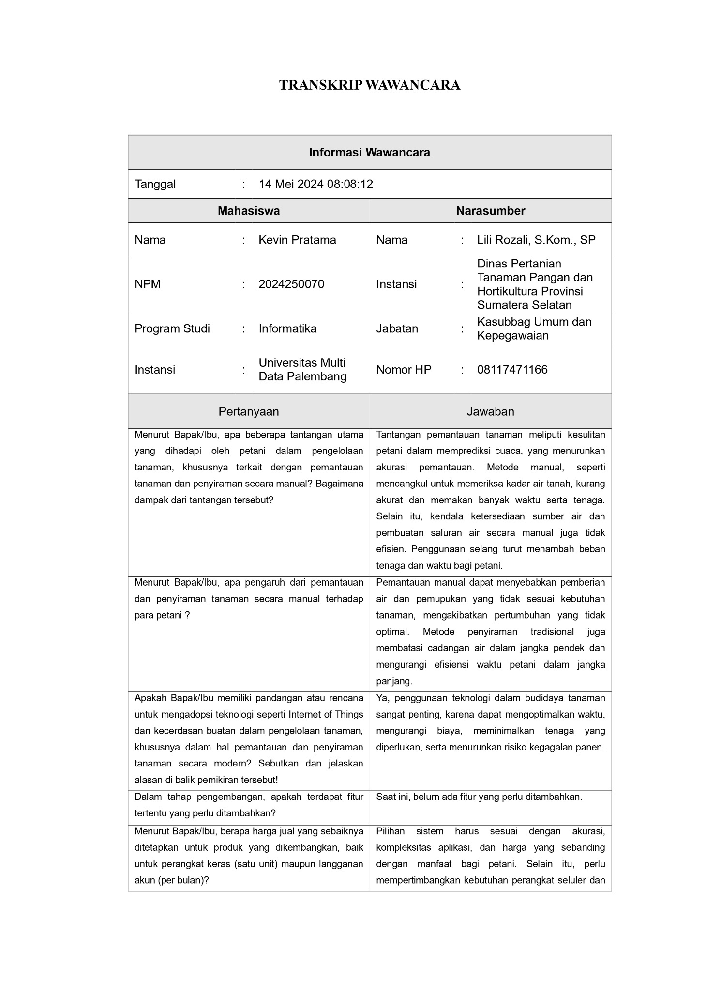 TRANSKRIP WAWANCARA
Informasi Wawancara
Tanggal : 14 Mei 2024 08:08:12
Mahasiswa
Narasumber
Nama : Kevin Pratama
Nama : Lili Rozali, S.Kom., SP
NPM : 2024250070
Instansi : Dinas Pertanian
Tanaman Pangan dan
Hortikultura Provinsi
Sumatera Selatan
Program Studi : Informatika
Jabatan : Kasubbag Umum dan
Kepegawaian
Instansi : Universitas Multi
Data Palembang
Nomor HP : 08117471166
Pertanyaan
Jawaban
Menurut Bapak/Ibu, apa beberapa tantangan utama
yang dihadapi oleh petani dalam pengelolaan
tanaman, khususnya terkait dengan pemantauan
tanaman dan penyiraman secara manual? Bagaimana
dampak dari tantangan tersebut?
Tantangan pemantauan tanaman meliputi kesulitan
petani dalam memprediksi cuaca, yang menurunkan
akurasi pemantauan. Metode manual, seperti
mencangkul untuk memeriksa kadar air tanah, kurang
akurat dan memakan banyak waktu serta tenaga.
Selain itu, kendala ketersediaan sumber air dan
pembuatan saluran air secara manual juga tidak
efisien. Penggunaan selang turut menambah beban
tenaga dan waktu bagi petani.
Menurut Bapak/Ibu, apa pengaruh dari pemantauan
dan penyiraman tanaman secara manual terhadap
para petani ?
Pemantauan manual dapat menyebabkan pemberian
air dan pemupukan yang tidak sesuai kebutuhan
tanaman, mengakibatkan pertumbuhan yang tidak
optimal. Metode penyiraman tradisional juga
membatasi cadangan air dalam jangka pendek dan
mengurangi efisiensi waktu petani dalam jangka
panjang.
Apakah Bapak/Ibu memiliki pandangan atau rencana
untuk mengadopsi teknologi seperti Internet of Things
dan kecerdasan buatan dalam pengelolaan tanaman,
khususnya dalam hal pemantauan dan penyiraman
tanaman secara modern? Sebutkan dan jelaskan
alasan di balik pemikiran tersebut!
Ya, penggunaan teknologi dalam budidaya tanaman
sangat penting, karena dapat mengoptimalkan waktu,
mengurangi biaya, meminimalkan tenaga yang
diperlukan, serta menurunkan risiko kegagalan panen.
Dalam tahap pengembangan, apakah terdapat fitur
tertentu yang perlu ditambahkan?
Saat ini, belum ada fitur yang perlu ditambahkan.
Menurut Bapak/Ibu, berapa harga jual yang sebaiknya
ditetapkan untuk produk yang dikembangkan, baik
untuk perangkat keras (satu unit) maupun langganan
akun (per bulan)?
Pilihan sistem harus sesuai dengan akurasi,
kompleksitas aplikasi, dan harga yang sebanding
dengan manfaat bagi petani. Selain itu, perlu
mempertimbangkan kebutuhan perangkat seluler dan